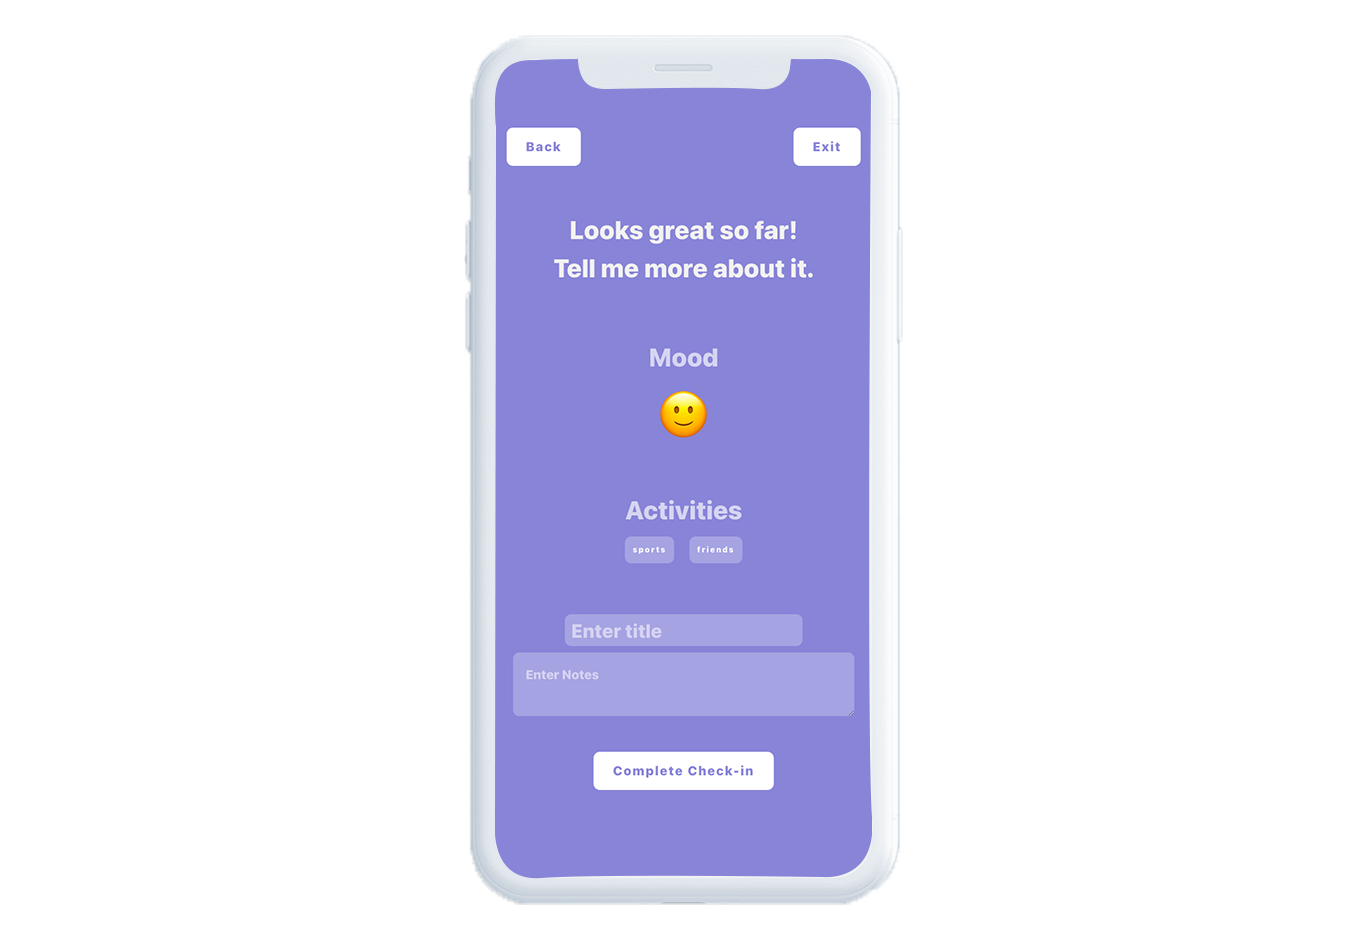 Back
Exit
Looks great so far!
Tell me more about it.
Mood
Activities
sports
friends
Enter title
Enter Notes
Complete Check-in